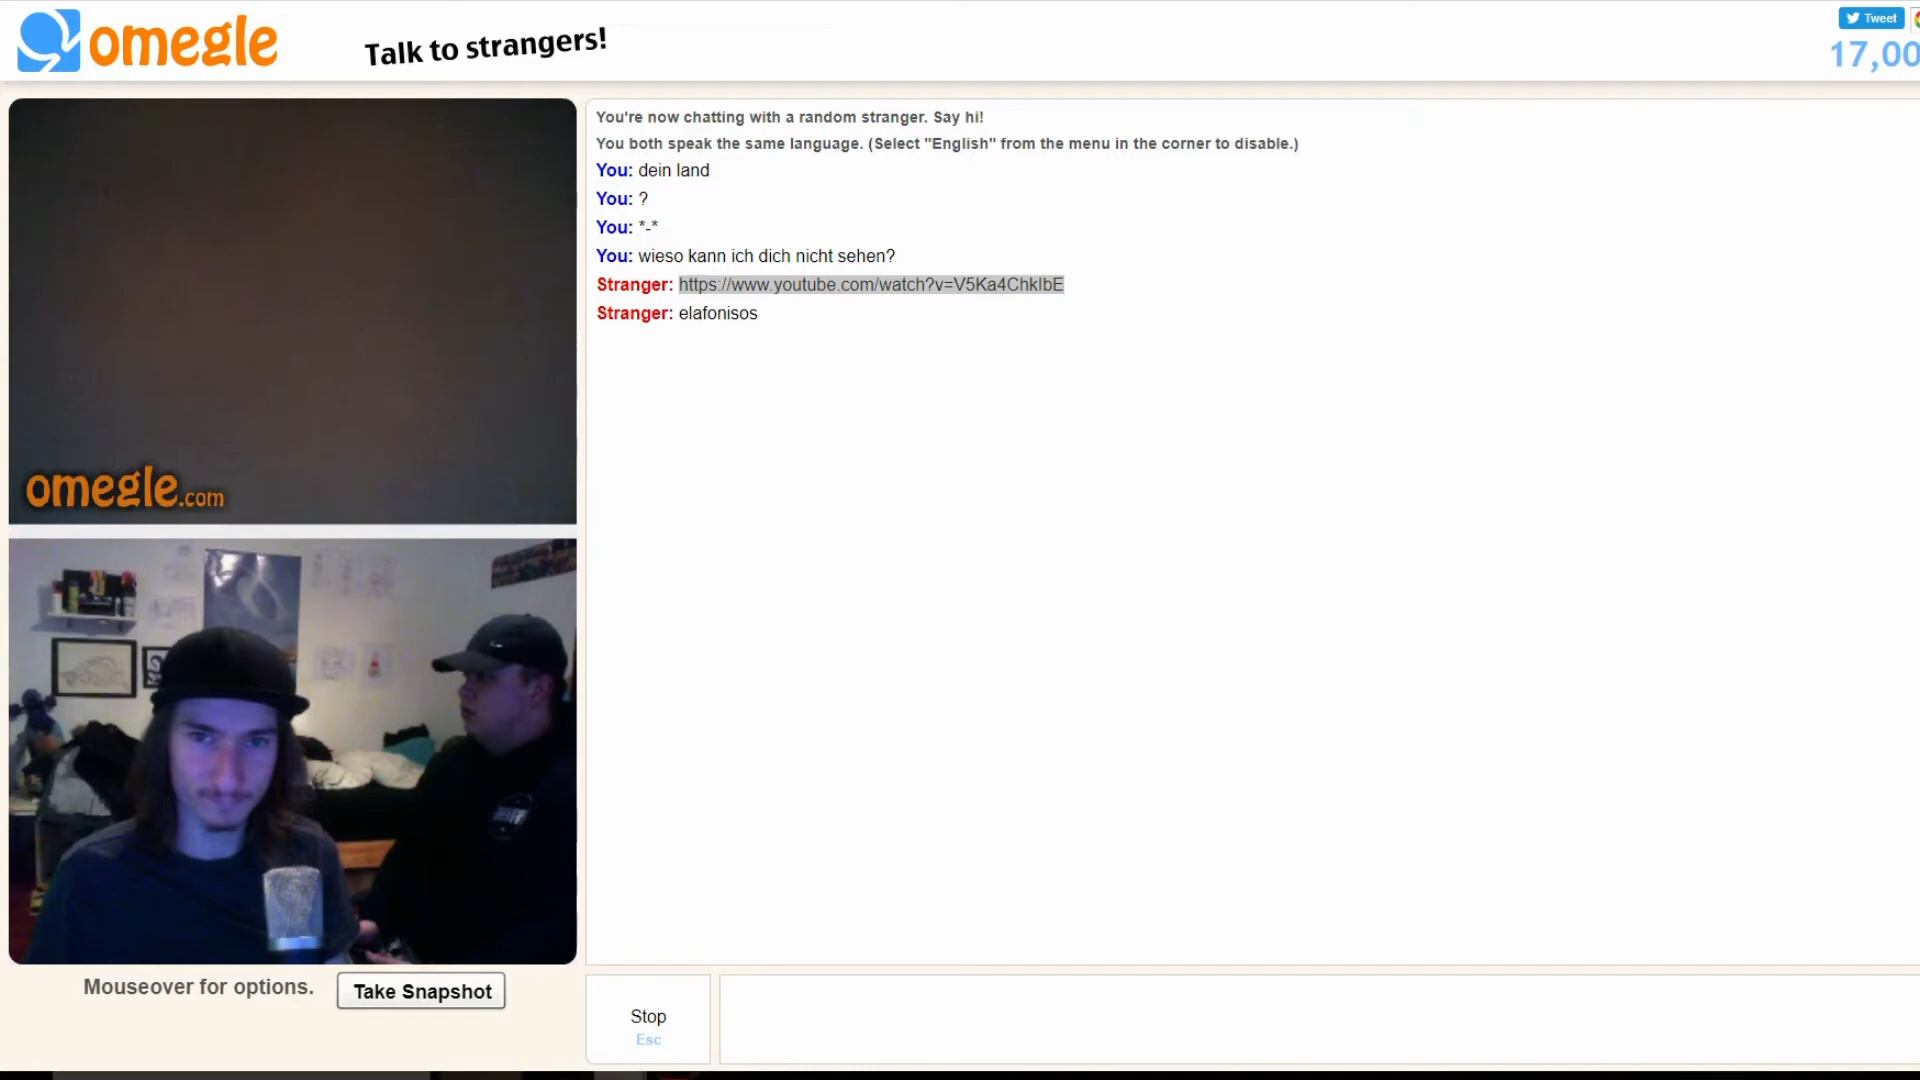 omegle
Talk to strangers!
Tweet
17,00
You're now chatting with a random stranger. Say hi!
You both speak the same language. (Select "English" from the menu in the corner to disable.)
You: dein land
You: ?
You: *-*
You: wieso kann ich dich nicht sehen?
Stranger: https://www.youtube.com/watch?v=V5Ka4ChkIbE
Stranger: elafonisos
omegle.com
Mouseover for options.
Take Snapshot
Stop
Esc